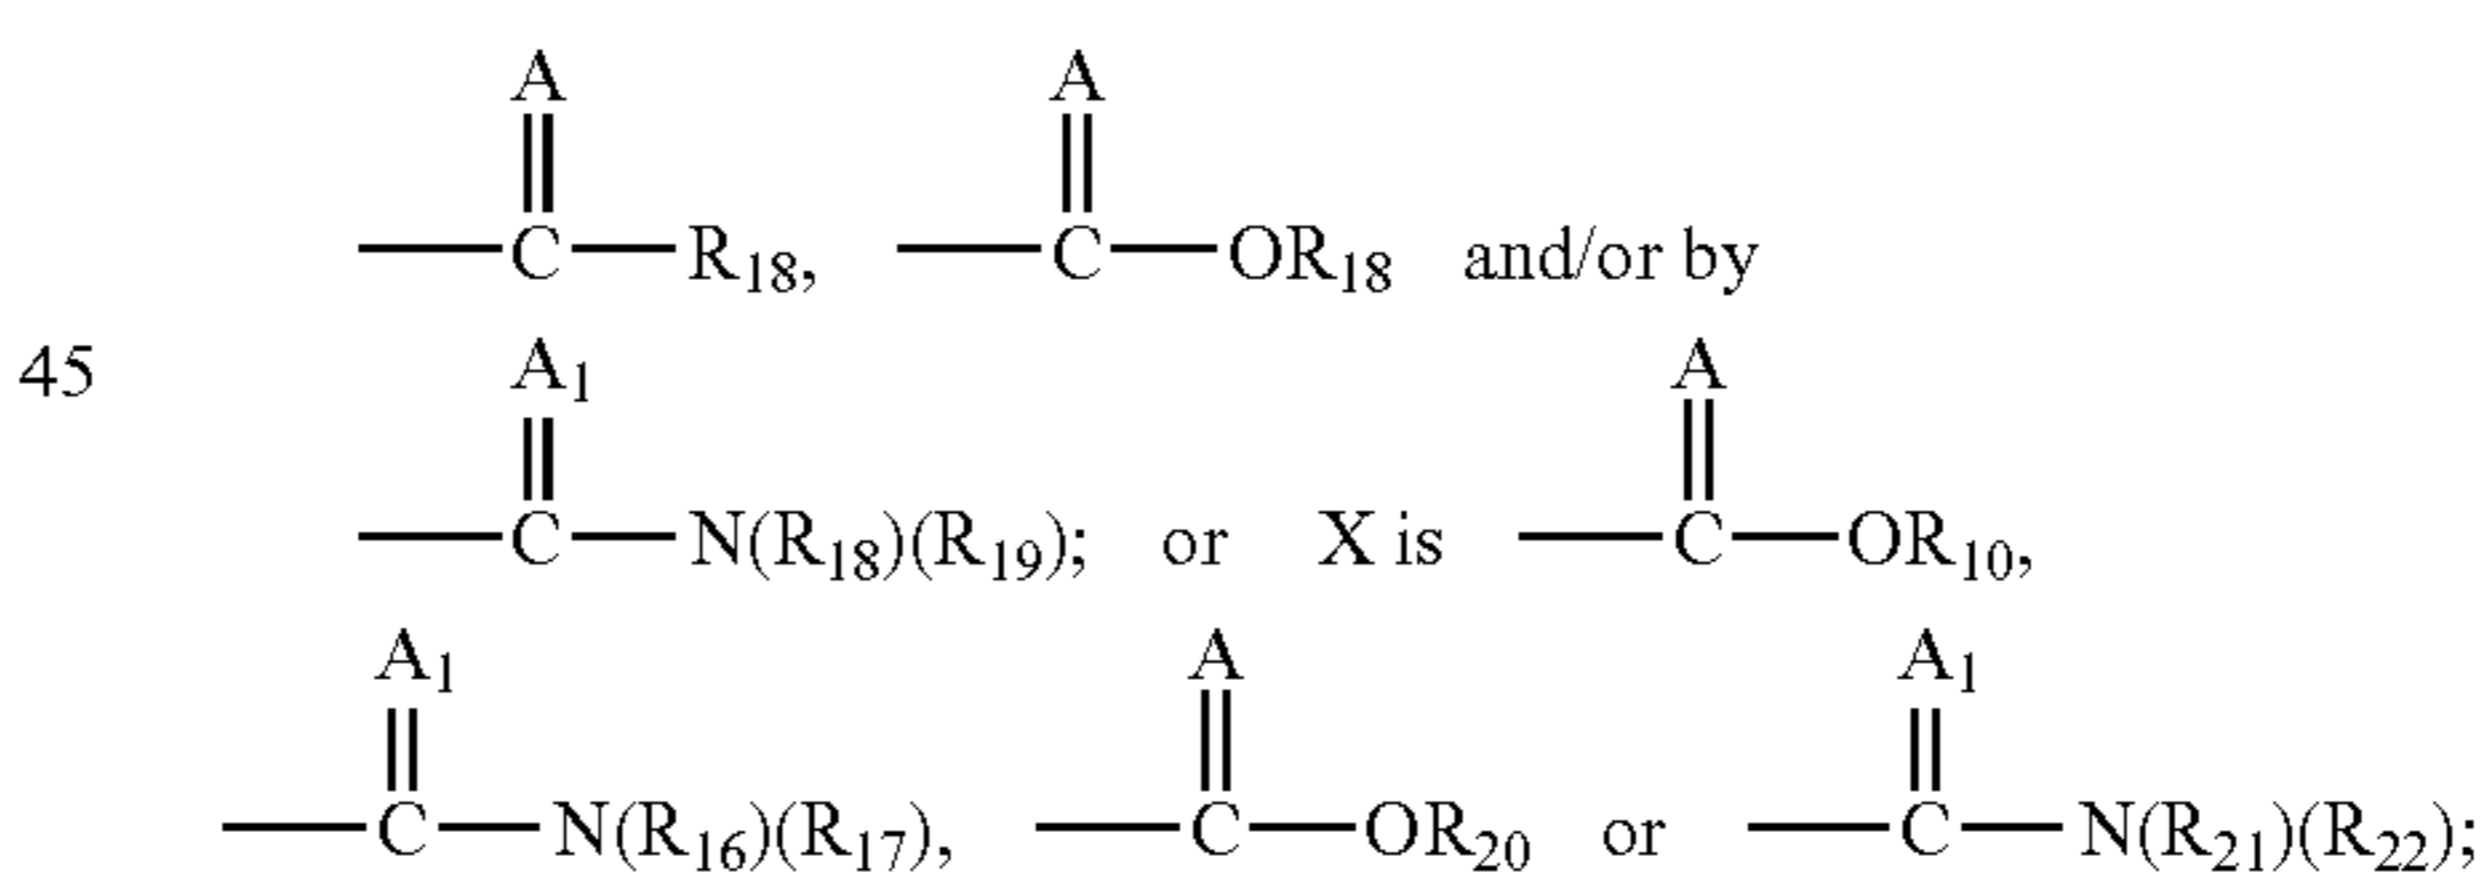 A A
—C—R18, —C—OR18 and/or by
45 A1 A
—C—N(R18)(R19); or X is —C—OR10,
A1 A A1
—C—N(R16)(R17), —C—OR20 or —C—N(R21)(R22);